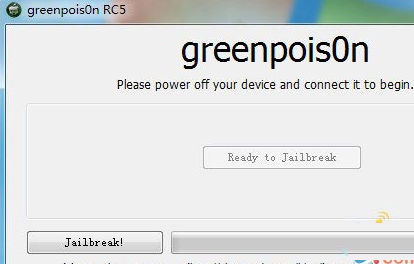 greenpois0n RC5
greenpois0n
Please power off your device and connect it to begin.
Ready to Jailbreak
Jailbreak!